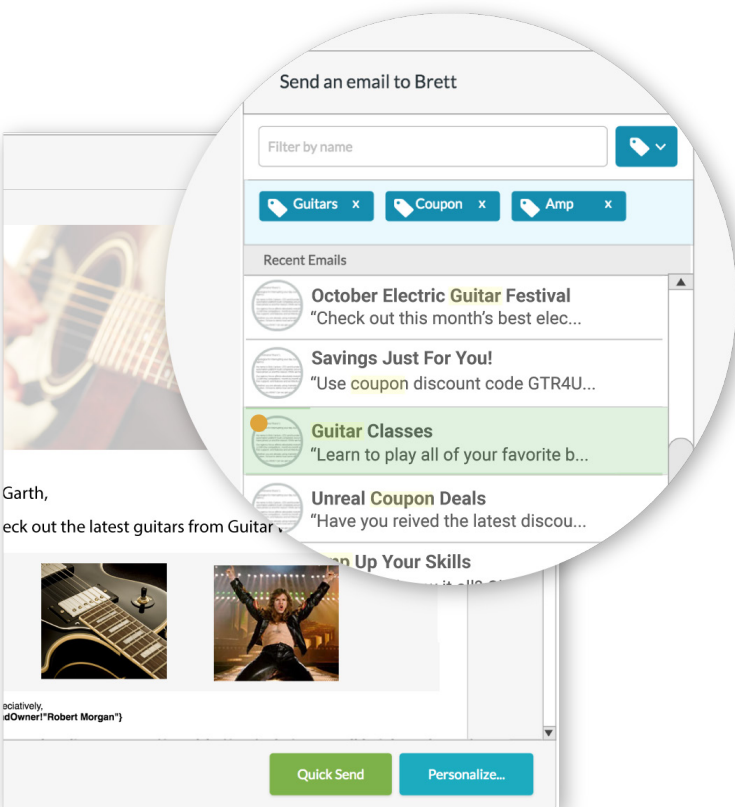 Send an email to Brett
Filter by name
Guitars x Coupon x Amp x
Recent Emails
October Electric Guitar Festival
“Check out this month’s best elec...
Savings Just For You!
“Use coupon discount code GTR4U...
Guitar Classes
“Learn to play all of your favorite b...
Unreal Coupon Deals
“Have you reived the latest discou...
Up Your Skills
Garth,
eck out the latest guitars from Guitar
eciatively,
dOwner!"Robert Morgan"}
Quick Send Personalize...